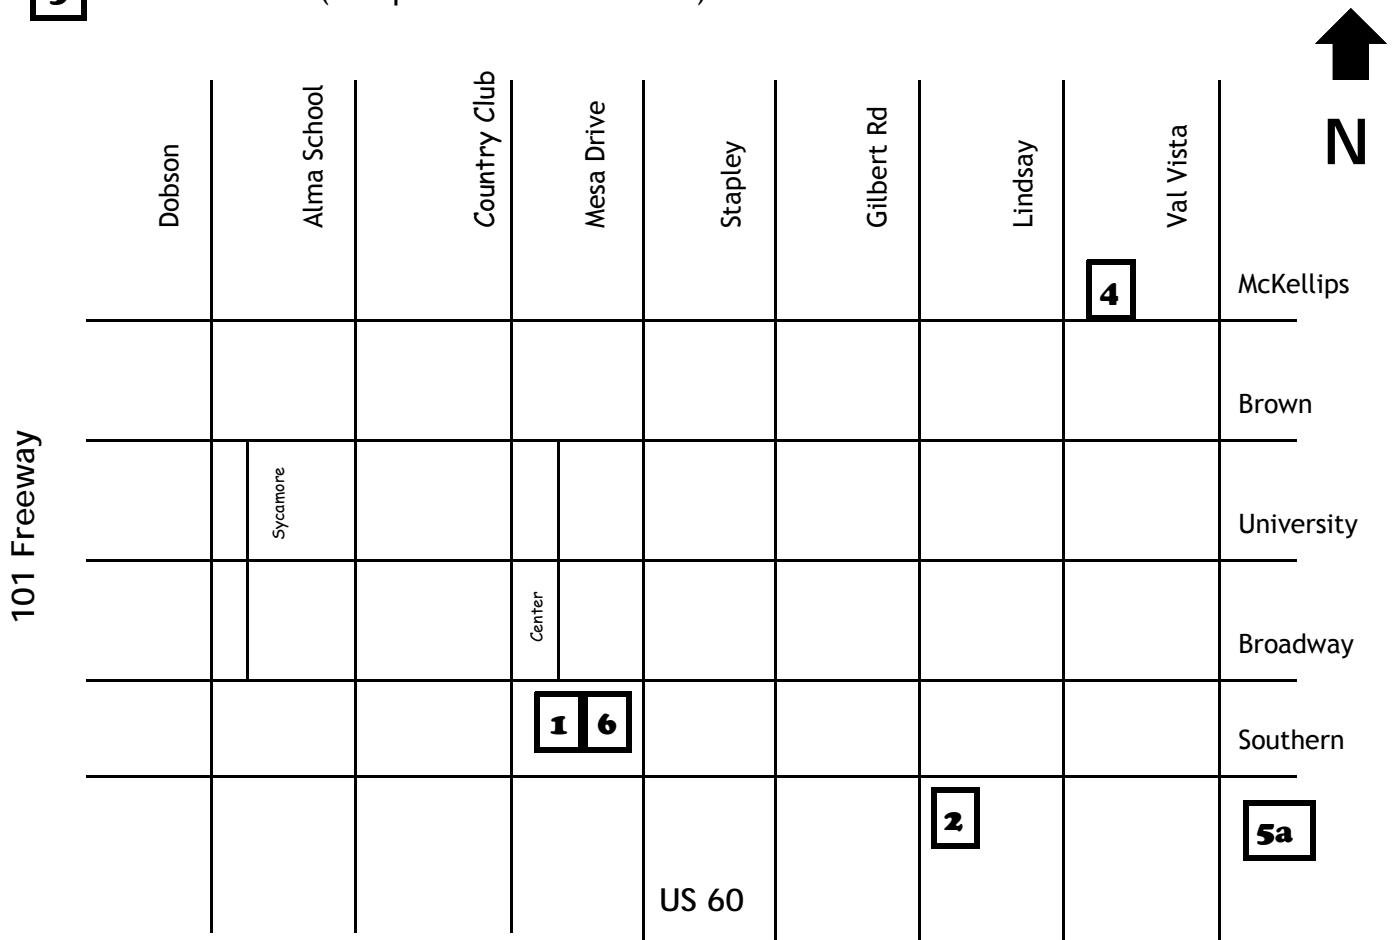 N
Dobson
Alma School
Country Club
Mesa Drive
Stapley
Gilbert Rd
Lindsay
Val Vista
4
McKellips
Brown
101 Freeway
Sycamore
University
Center
Broadway
1 6
Southern
2
5a
US 60